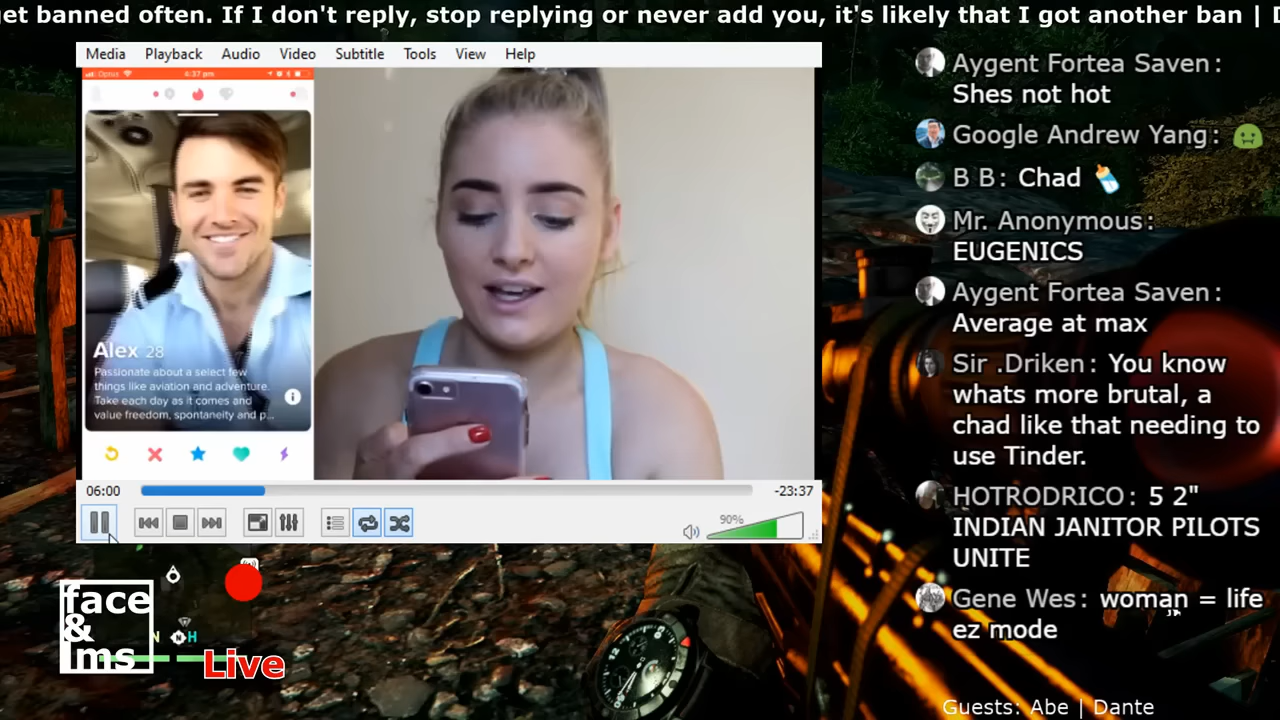 et banned often. If I don't reply, stop replying or never add you, it's likely that I got another ban |
Media Playback Audio Video Subtitle Tools View Help
Optus 4:37 pm
Alex 28
Passionate about a select few
things like aviation and adventure.
Take each day as it comes and
value freedom, spontaneity and p...
06:00 -23:37
90%
face
&
lms
N H
Live
Aygent Fortea Saven:
Shes not hot
Google Andrew Yang:
B B: Chad 🍼
Mr. Anonymous:
EUGENICS
Aygent Fortea Saven:
Average at max
Sir .Driken: You know
whats more brutal, a
chad like that needing to
use Tinder.
HOTRODRICO: 5 2"
INDIAN JANITOR PILOTS
UNITE
Gene Wes: woman = life
ez mode
Guests: Abe | Dante